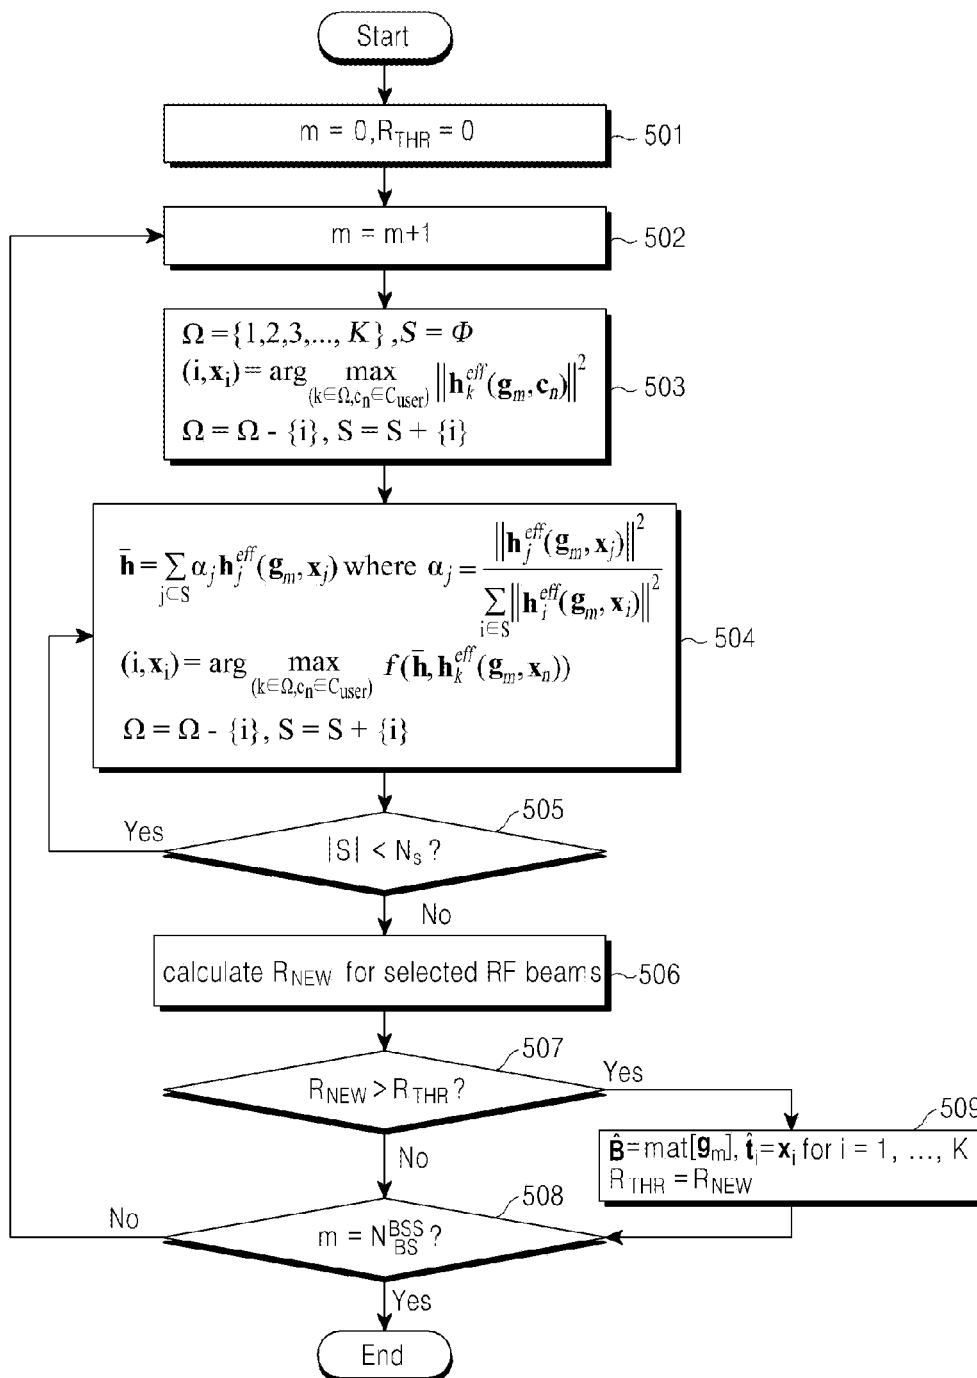 Start
m = 0,R_THR = 0
501
m = m+1
502
Ω = {1,2,3,..., K} ,S = Φ
(i,x_i) = arg max_(k∈Ω,c_n∈C_user) ||h_k^eff(g_m,c_n)||^2
Ω = Ω - {i}, S = S + {i}
503
h̄ = Σ_j⊂S α_j h_j^eff(g_m,x_j) where α_j = ||h_j^eff(g_m,x_j)||^2 / Σ_i∈S ||h_i^eff(g_m,x_i)||^2
(i,x_i) = arg max_(k∈Ω,c_n∈C_user) f(h̄,h_k^eff(g_m,x_n))
Ω = Ω - {i}, S = S + {i}
504
505
Yes
|S| < N_s ?
No
calculate R_NEW for selected RF beams
506
507
R_NEW > R_THR ?
Yes
509
B̂=mat[g_m], t̂_i=x_i for i = 1, ..., K
R_THR = R_NEW
No
508
No
m = N_BS^BSS ?
Yes
End